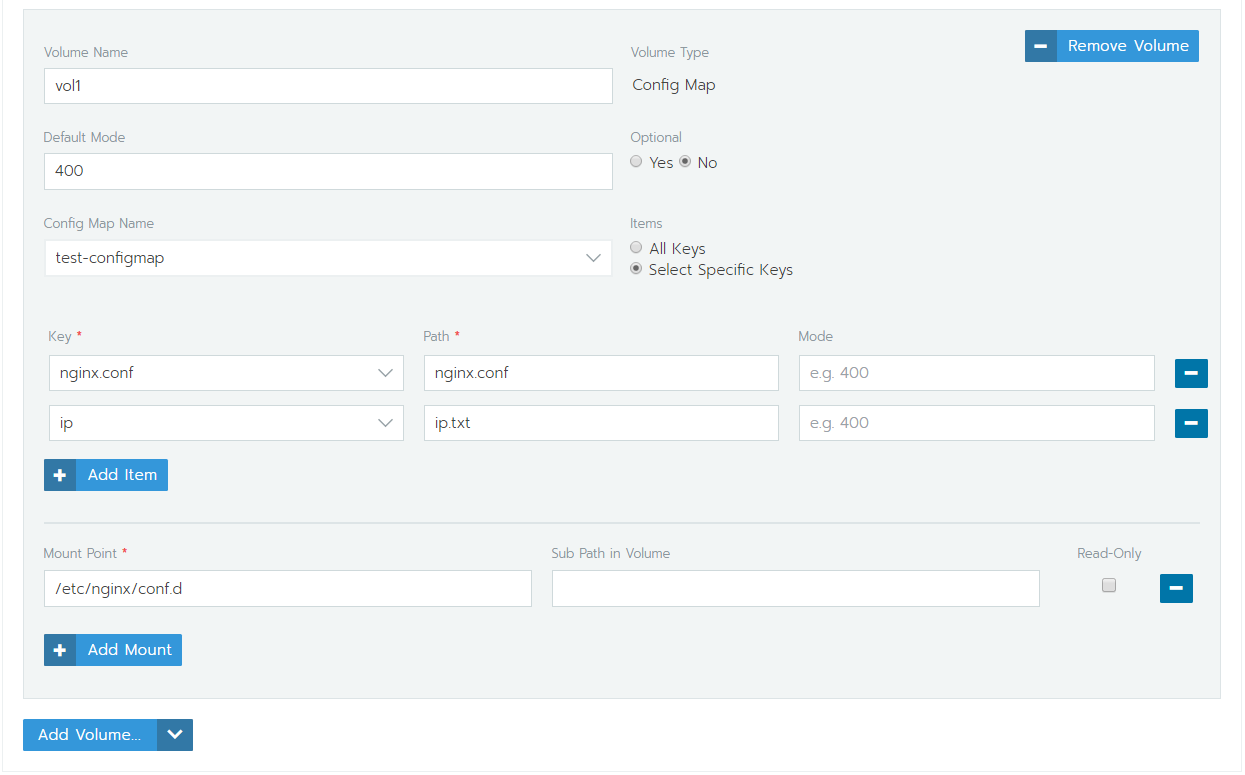 Volume Name
Volume Type
Remove Volume
vol1
Config Map
Default Mode
Optional
400
Yes No
Config Map Name
Items
test-configmap
All Keys
Select Specific Keys
Key * Path * Mode
nginx.conf nginx.conf e.g. 400
ip ip.txt e.g. 400
Add Item
Mount Point * Sub Path in Volume Read-Only
/etc/nginx/conf.d
Add Mount
Add Volume...